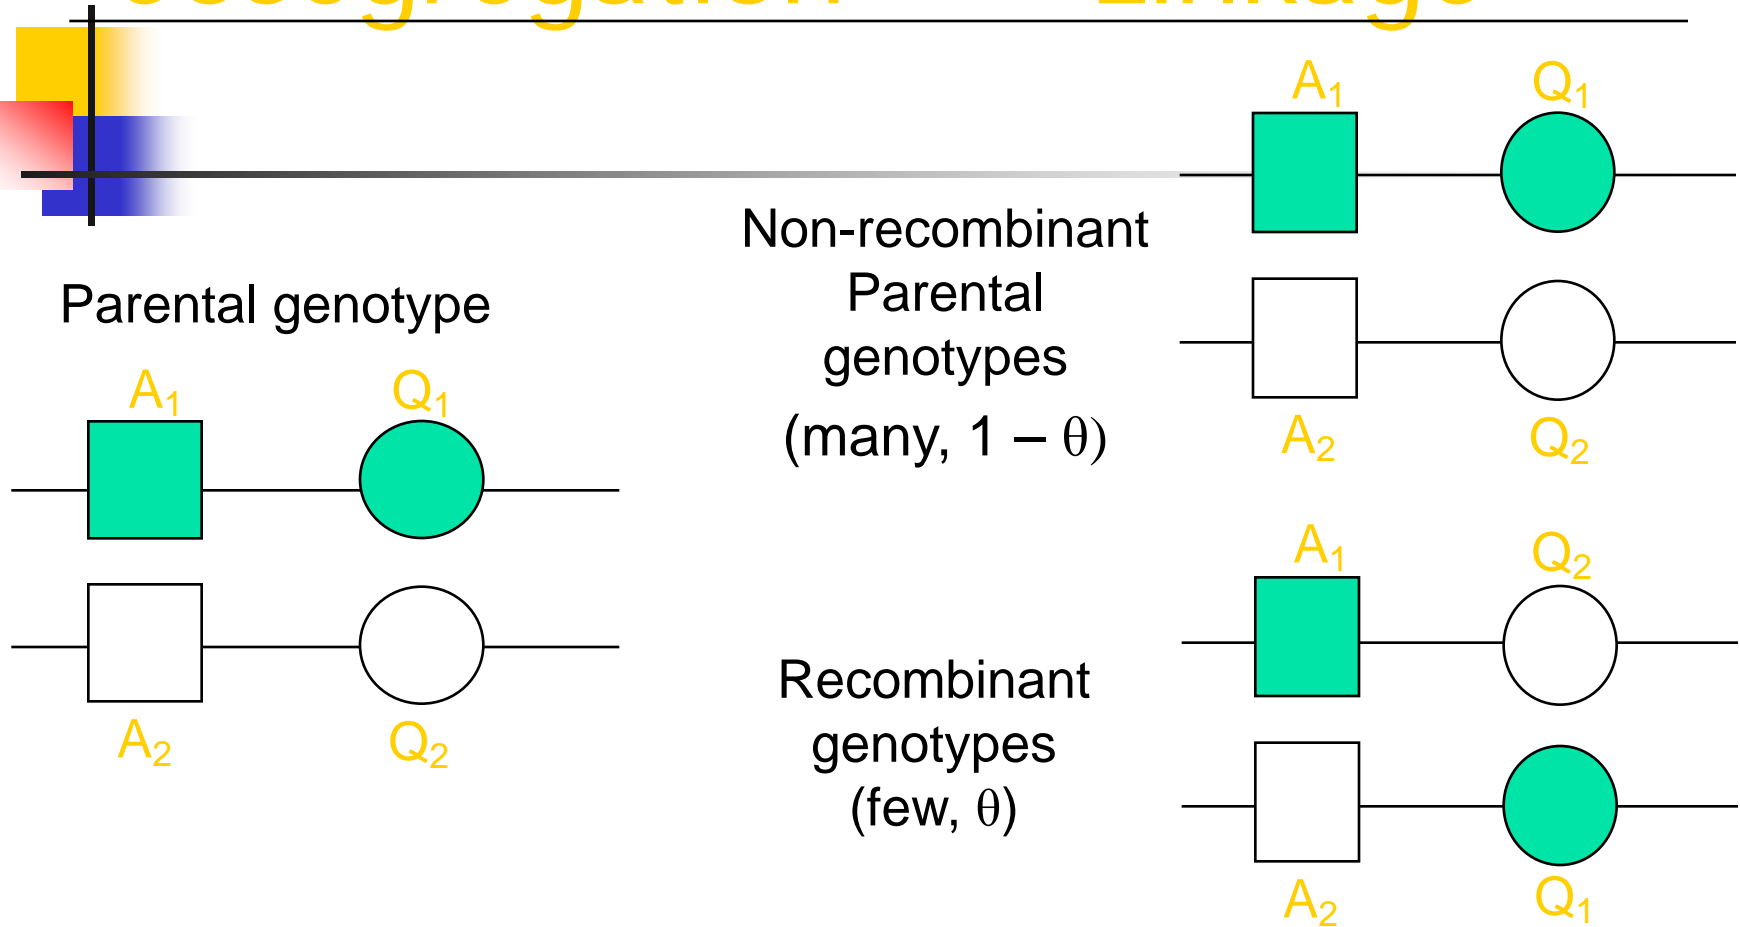 Linkage
Parental genotype
A₁ Q₁
A₂ Q₂
Non-recombinant
Parental
genotypes
(many, 1 – θ)
A₁ Q₁
A₂ Q₂
Recombinant
genotypes
(few, θ)
A₁ Q₂
A₂ Q₁